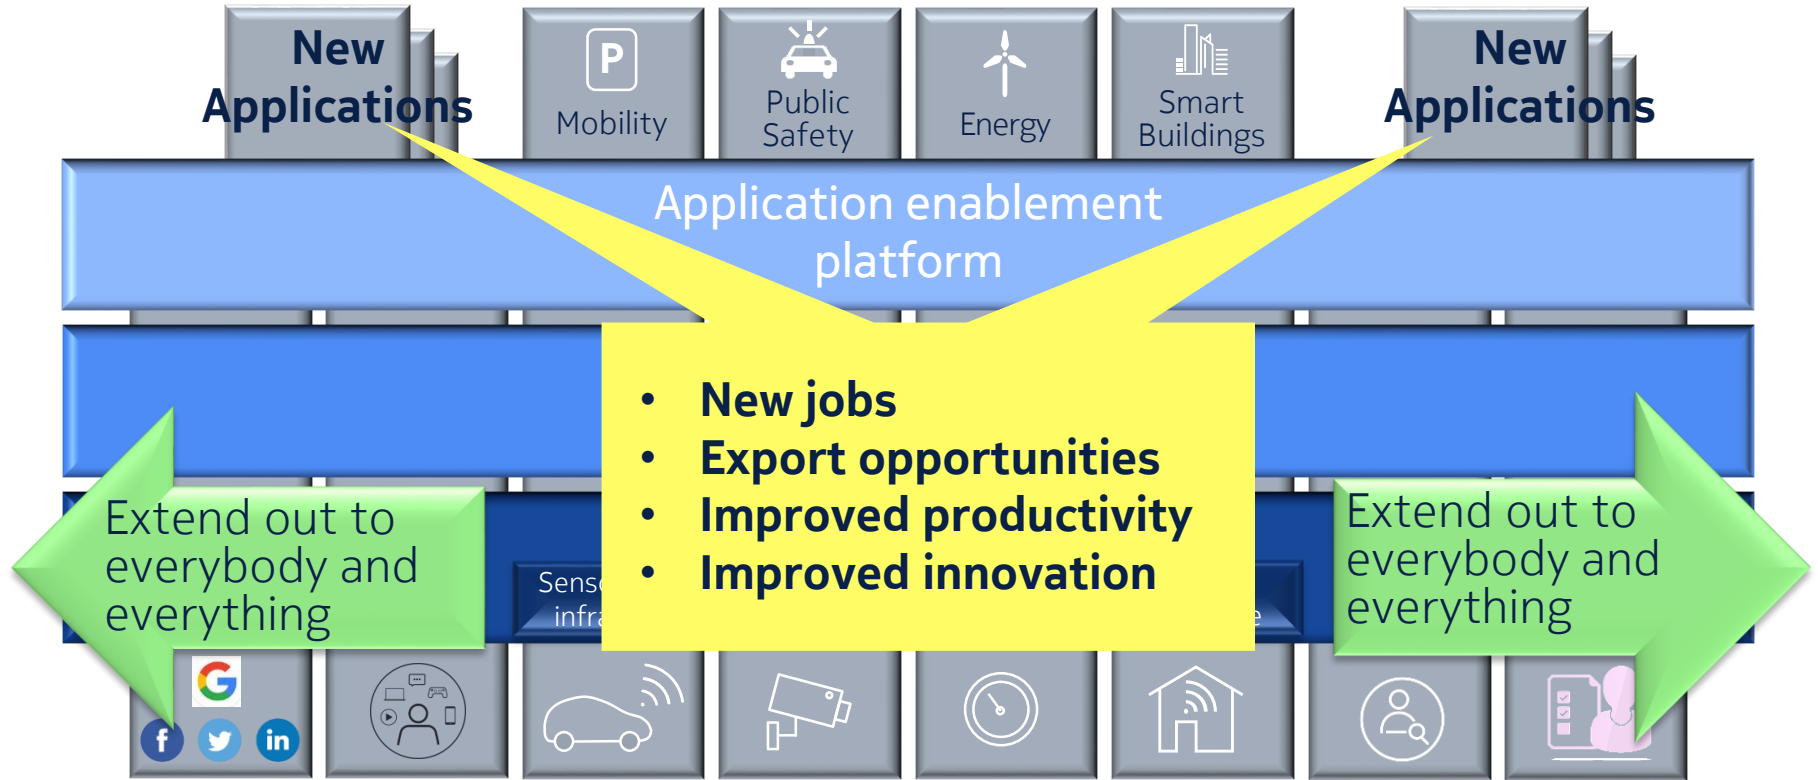 New
Applications
P
Mobility
Public
Safety
Energy
Smart
Buildings
New
Applications
Application enablement
platform
• New jobs
• Export opportunities
• Improved productivity
• Improved innovation
Extend out to
everybody and
everything
Extend out to
everybody and
everything
G
f
in